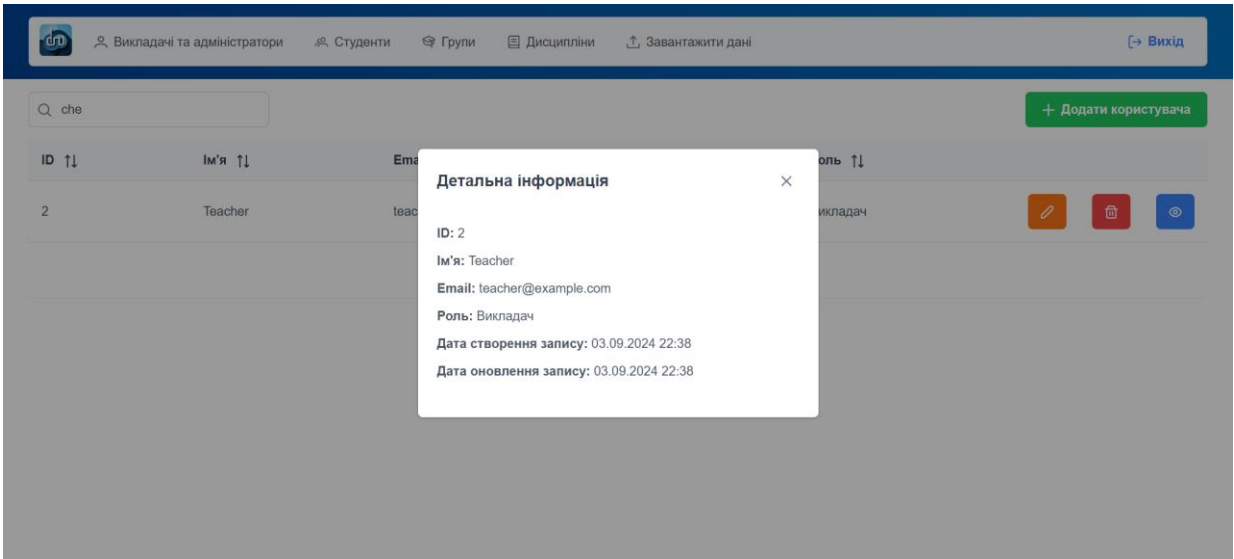 Викладачі та адміністратори Студенти Групи Дисципліни Завантажити дані Вихід
che Додати користувача
ID Ім'я
Детальна інформація
2 Teacher
ID: 2
Ім'я: Teacher
Email: teacher@example.com
Роль: Викладач
Дата створення запису: 03.09.2024 22:38
Дата оновлення запису: 03.09.2024 22:38